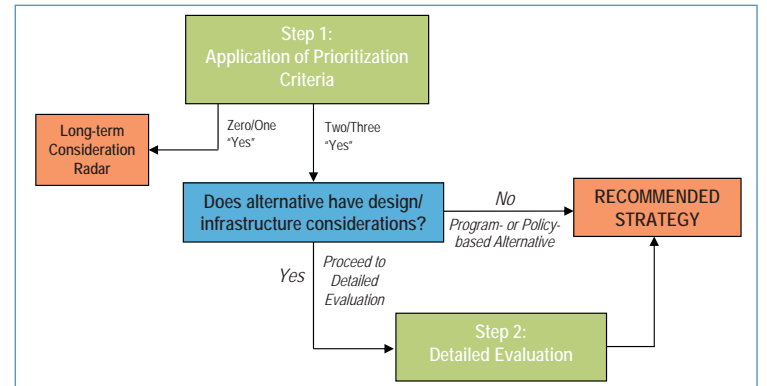 Step 1:
Application of Prioritization
Criteria
Zero/One
"Yes"
Two/Three
"Yes"
Long-term
Consideration
Radar
Does alternative have design/
infrastructure considerations?
No
Program- or Policy-
based Alternative
RECOMMENDED
STRATEGY
Yes
Proceed to
Detailed
Evaluation
Step 2:
Detailed Evaluation